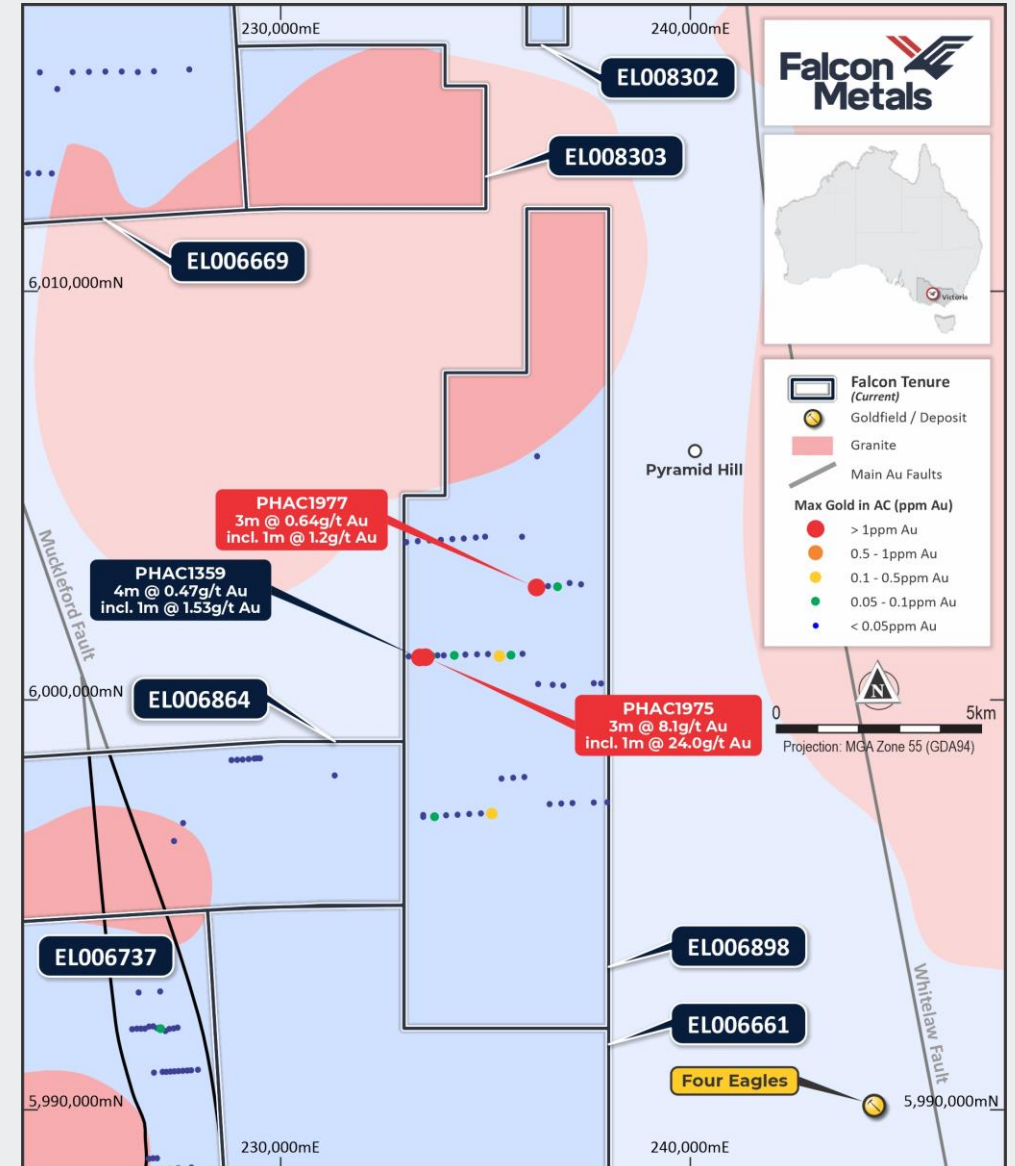 230,000mE
240,000mE
EL008302
EL008303
EL006669
6,010,000mN
Falcon
Metals
Victoria
Falcon Tenure
(Current)
Goldfield / Deposit
Granite
Main Au Faults
Max Gold in AC (ppm Au)
> 1ppm Au
0.5 - 1ppm Au
0.1 - 0.5ppm Au
0.05 - 0.1ppm Au
< 0.05ppm Au
Pyramid Hill
PHAC1977
3m @ 0.64g/t Au
incl. 1m @ 1.2g/t Au
Muckleford Fault
PHAC1359
4m @ 0.47g/t Au
incl. 1m @ 1.53g/t Au
6,000,000mN
EL006864
PHAC1975
3m @ 8.1g/t Au
incl. 1m @ 24.0g/t Au
N
0
5km
Projection: MGA Zone 55 (GDA94)
EL006737
EL006898
EL006661
Whitelaw Fault
Four Eagles
5,990,000mN
5,990,000mN
230,000mE
240,000mE